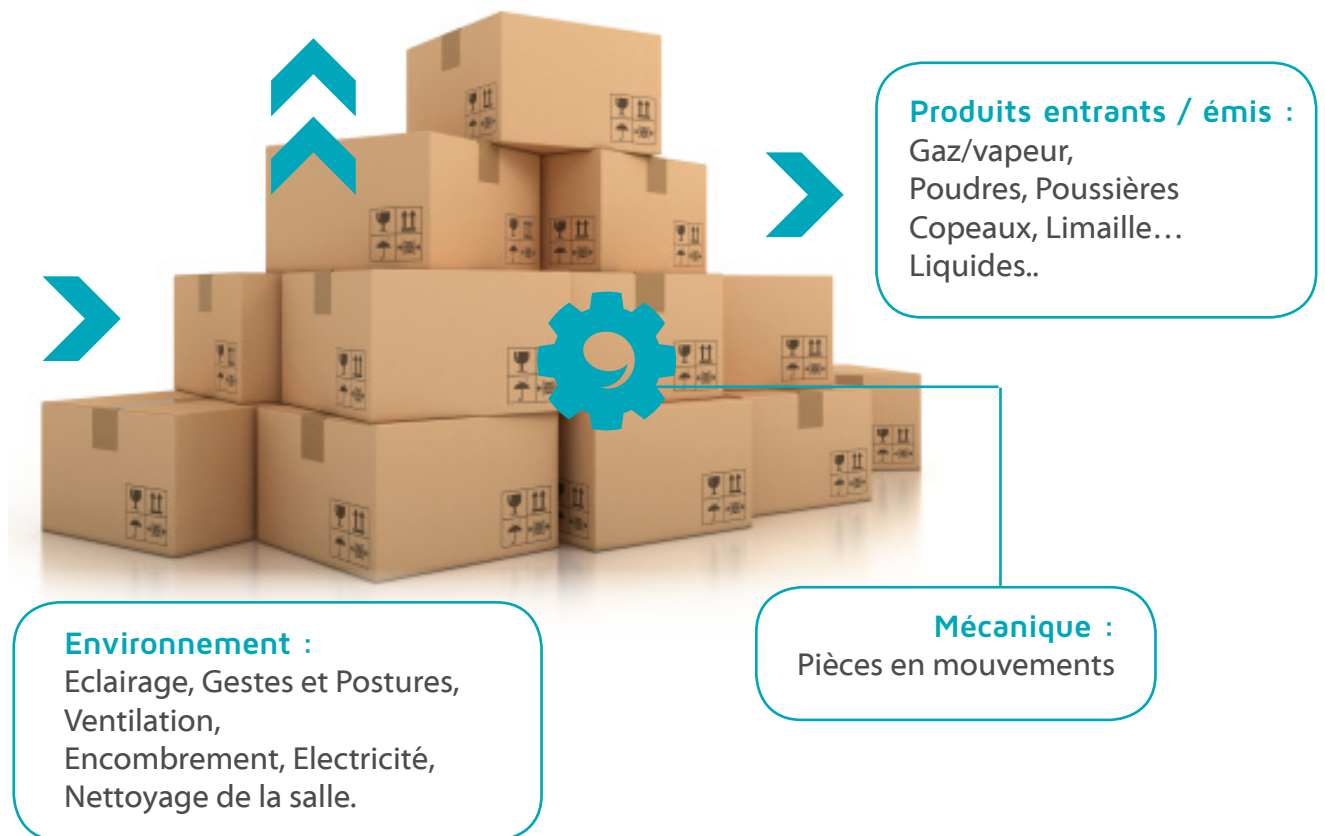 Produits entrants / émis :
Gaz/vapeur,
Poudres, Poussières
Copeaux, Limaille…
Liquides..
Mécanique :
Pièces en mouvements
Environnement :
Eclairage, Gestes et Postures,
Ventilation,
Encombrement, Electricité,
Nettoyage de la salle.